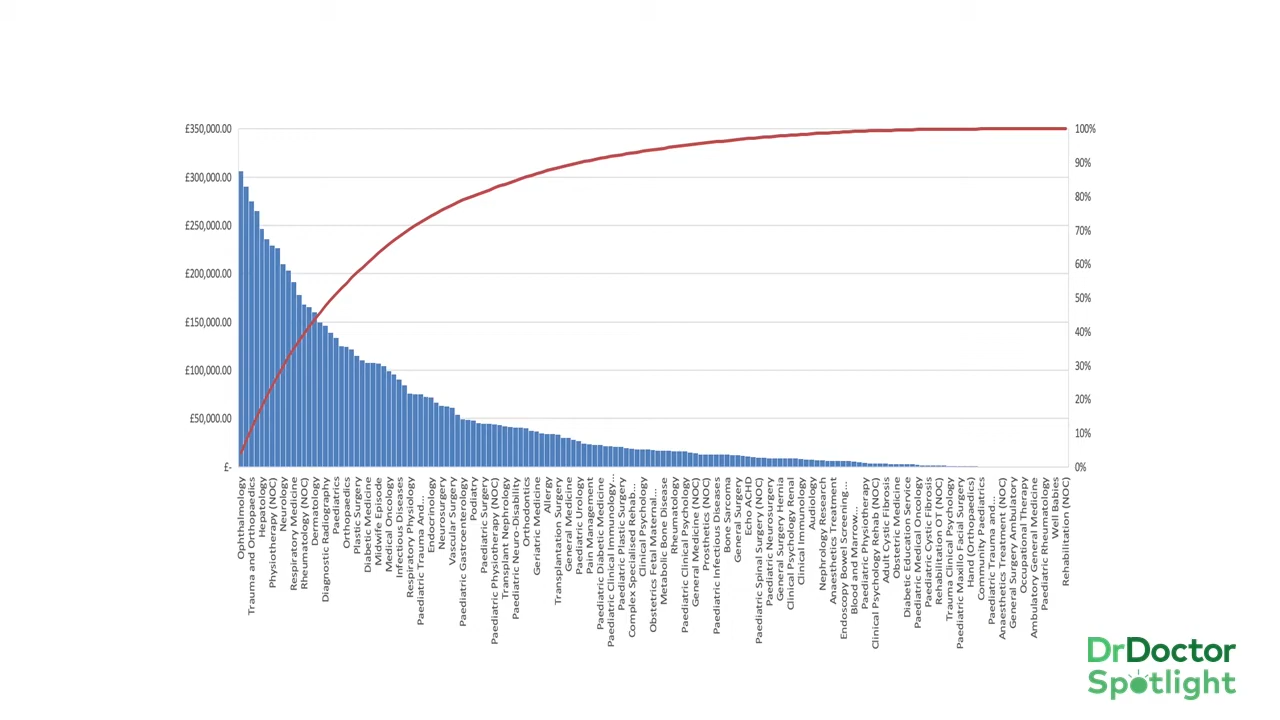 £350,000.00
£300,000.00
£250,000.00
£200,000.00
£150,000.00
£100,000.00
£50,000.00
£-
100%
90%
80%
70%
60%
50%
40%
30%
20%
10%
0%
Ophthalmology
Trauma and Orthopaedics
Hepatology
Physiotherapy (NOC)
Neurology
Respiratory Medicine
Rheumatology (NOC)
Dermatology
Diagnostic Radiography
Paediatrics
Orthopaedics
Plastic Surgery
Diabetic Medicine
Midwife Episode
Medical Oncology
Infectious Diseases
Respiratory Physiology
Paediatric Trauma And...
Endocrinology
Neurosurgery
Vascular Surgery
Paediatric Gastroenterology
Podiatry
Paediatric Surgery
Paediatric Physiotherapy (NOC)
Transplant Nephrology
Paediatric Neuro-Disability
Orthodontics
Geriatric Medicine
Allergy
Transplantation Surgery
General Medicine
Paediatric Urology
Pain Management
Paediatric Diabetic Medicine
Paediatric Clinical Immunology...
Paediatric Plastic Surgery
Complex Specialised Rehab...
Clinical Psychology
Obstetrics Fetal Maternal...
Metabolic Bone Disease
Rheumatology
Paediatric Clinical Psychology
General Medicine (NOC)
Prosthetics (NOC)
Paediatric Infectious Diseases
Bone Sarcoma
General Surgery
Echo ACHD
Paediatric Spinal Surgery (NOC)
Paediatric Neurosurgery
General Surgery Hernia
Clinical Psychology Renal
Clinical Immunology
Audiology
Nephrology Research
Anaesthetics Treatment
Endoscopy Bowel Screening...
Blood and Marrow...
Paediatric Physiotherapy
Clinical Psychology Rehab (NOC)
Adult Cystic Fibrosis
Obstetric Medicine
Diabetic Education Service
Paediatric Medical Oncology
Paediatric Cystic Fibrosis
Rehabilitation OT (NOC)
Trauma Clinical Psychology
Paediatric Maxillo Facial Surgery
Hand (Orthopaedics)
Community Paediatrics
Paediatric Trauma and...
Anaesthetics Treatment (NOC)
General Surgery Ambulatory
Occupational Therapy
Ambulatory General Medicine
Paediatric Rheumatology
Well Babies
Rehabilitation (NOC)
DrDoctor
Spotlight